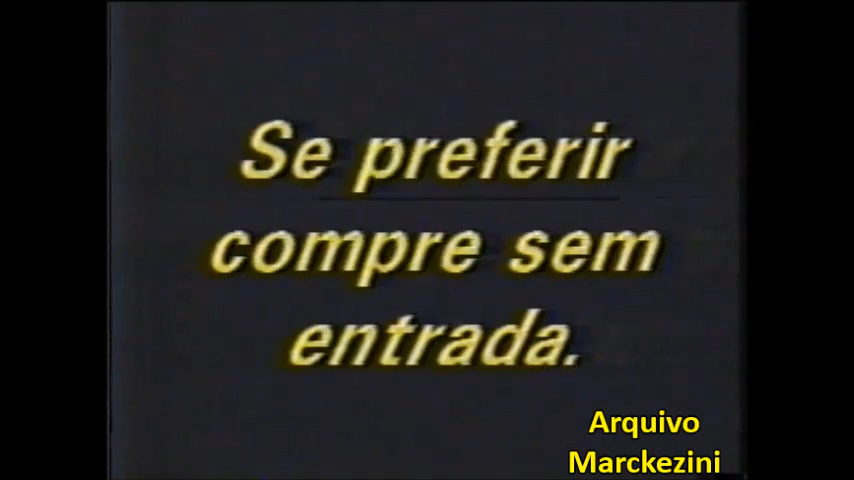 Se preferir
compre sem
entrada.
Arquivo
Marckezini